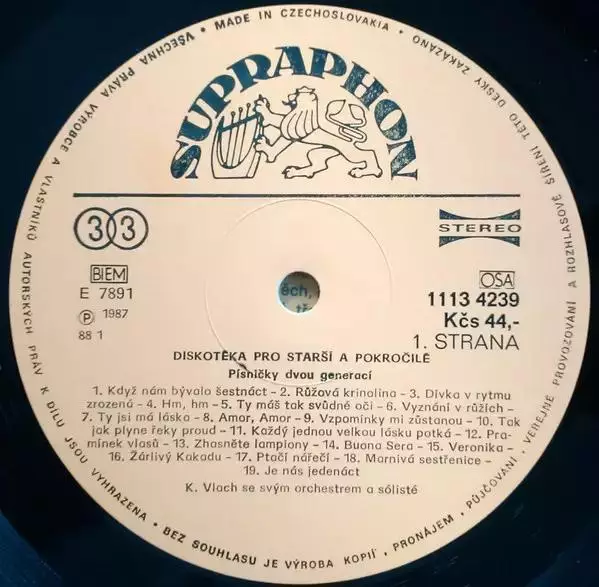 VŠECHNA PRÁVA VÝROBCE A VLASTNÍKŮ AUTORSKÝCH PRÁV K DÍLU JSOU VYHRAZENA • BEZ SOUHLASU JE VÝROBA KOPIÍ, PRONÁJEM, PŮJČOVÁNÍ, VEŘEJNÉ PROVOZOVÁNÍ A ROZHLASOVÉ ŠÍŘENÍ TÉTO DESKY ZAKÁZÁNO • MADE IN CZECHOSLOVAKIA •
SUPRAPHON
33
STEREO
BIEM
E 7891
Ⓟ 1987
88 1
OSA
1113 4239
Kčs 44,-
1. STRANA
ěch,
tř
DISKOTÉKA PRO STARŠÍ A POKROČILÉ
Písničky dvou generací
1. Když nám bývalo šestnáct - 2. Růžová krinolina - 3. Dívka v rytmu
zrozená - 4. Hm, hm - 5. Ty máš tak svůdné oči - 6. Vyznání v růžích -
7. Ty jsi má láska - 8. Amor, Amor - 9. Vzpomínky mi zůstanou - 10. Tak
jak plyne řeky proud - 11. Každý jednou velkou lásku potká - 12. Pra-
mínek vlasů - 13. Zhasněte lampiony - 14. Buona Sera - 15. Veronika -
16. Žárlivý Kakadu - 17. Ptačí nářečí - 18. Marnivá sestřenice -
19. Je nás jedenáct
K. Vlach se svým orchestrem a sólisté